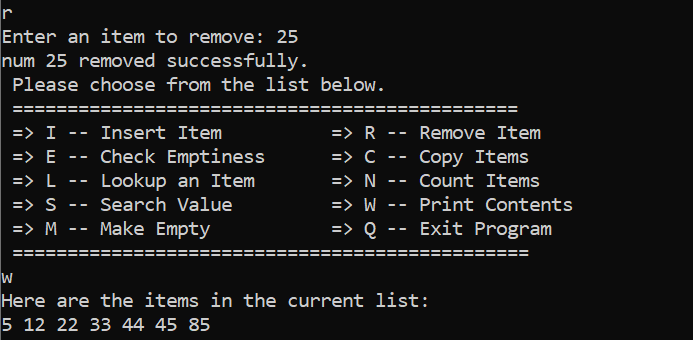 r
Enter an item to remove: 25
num 25 removed successfully.
 Please choose from the list below.
 ==============================================
 => I -- Insert Item          => R -- Remove Item
 => E -- Check Emptiness      => C -- Copy Items
 => L -- Lookup an Item       => N -- Count Items
 => S -- Search Value         => W -- Print Contents
 => M -- Make Empty           => Q -- Exit Program
 ===============================================
w
Here are the items in the current list:
5 12 22 33 44 45 85